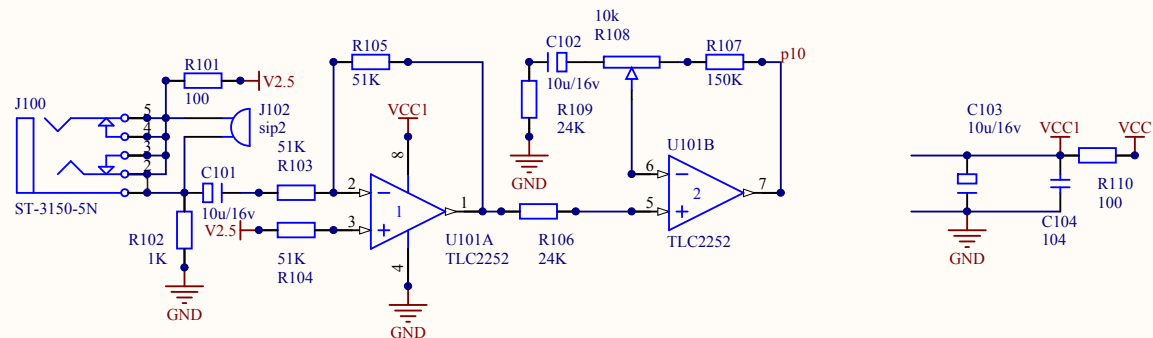 R101
100
V2.5
J100
5
4
3
2
1
ST-3150-5N
J102
sip2
C101
10u/16v
R102
1K
GND
51K
R103
V2.5
51K
R104
R105
51K
VCC1
8
2
3
1
1
4
U101A
TLC2252
GND
C102
10u/16v
10k
R108
R107
150K
p10
R109
24K
GND
R106
24K
U101B
6
5
2
7
TLC2252
C103
10u/16v
VCC1
VCC
R110
100
C104
104
GND